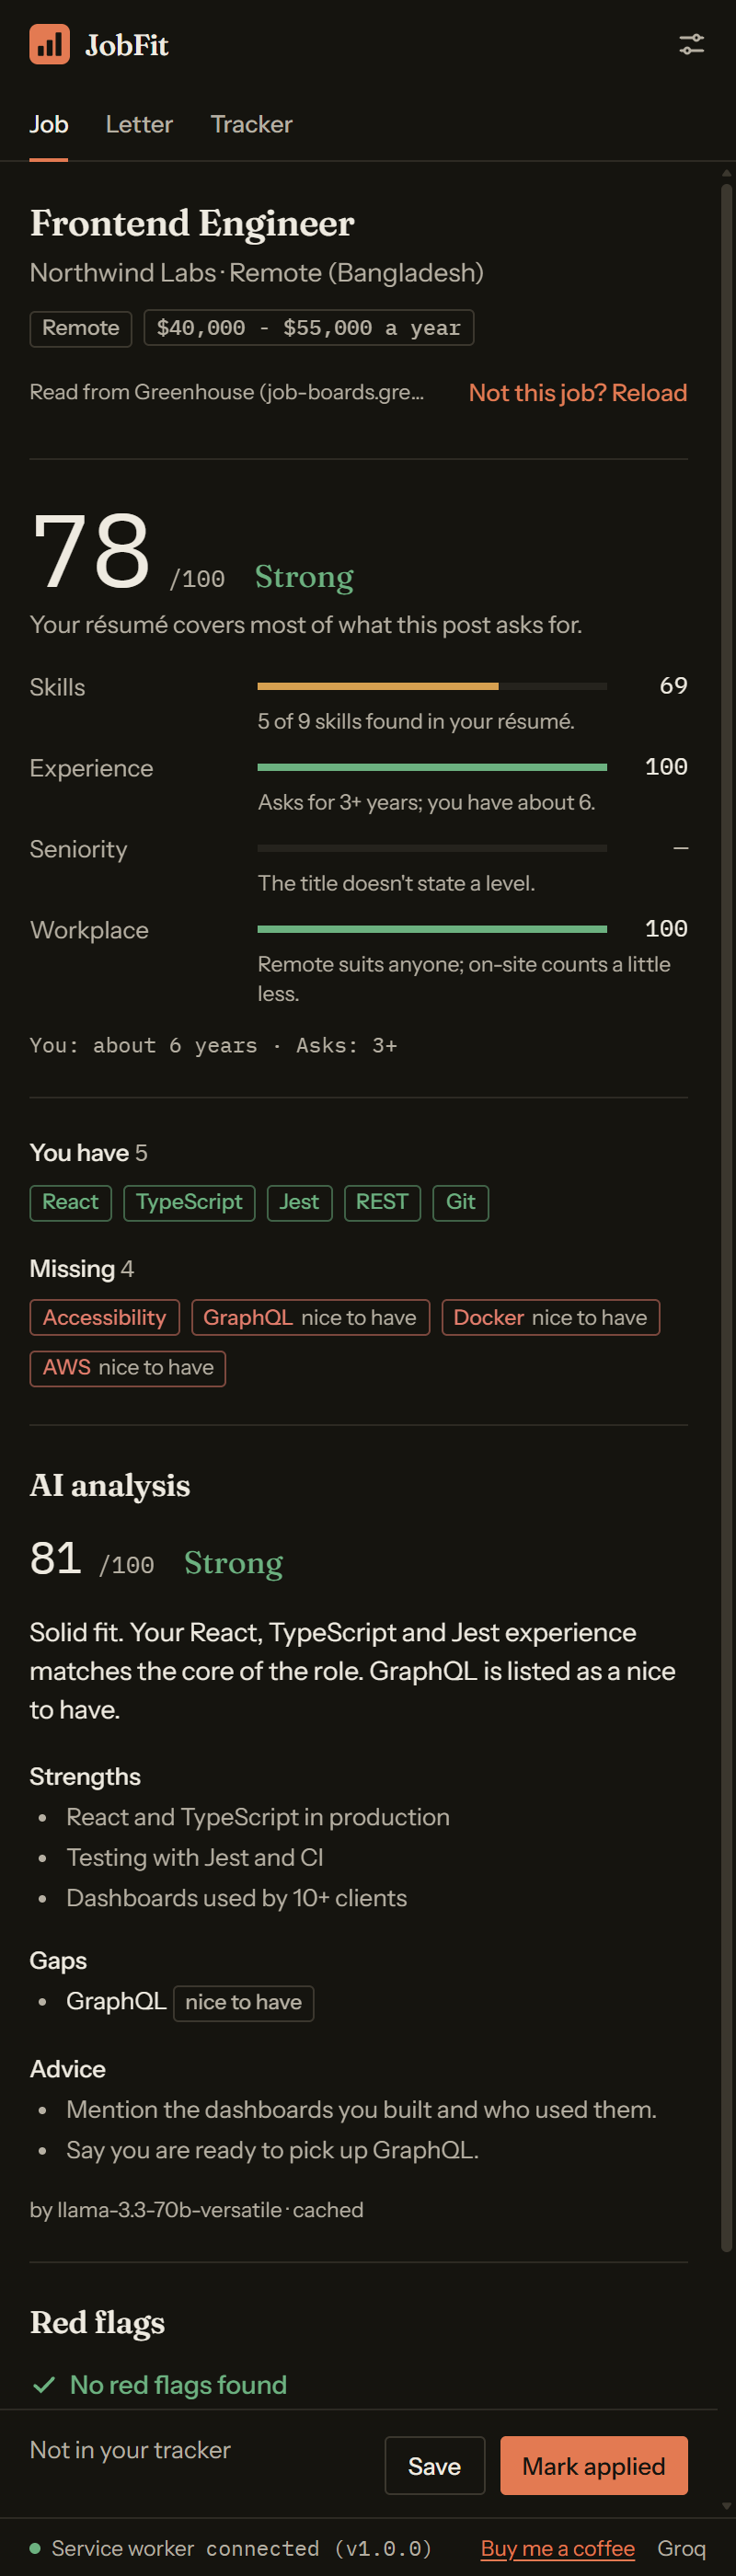 JobFit
Job Letter Tracker
Frontend Engineer
Northwind Labs · Remote (Bangladesh)
Remote $40,000 - $55,000 a year
Read from Greenhouse (job-boards.gre... Not this job? Reload
78 /100 Strong
Your résumé covers most of what this post asks for.
Skills 69
5 of 9 skills found in your résumé.
Experience 100
Asks for 3+ years; you have about 6.
Seniority –
The title doesn't state a level.
Workplace 100
Remote suits anyone; on-site counts a little
less.
You: about 6 years · Asks: 3+
You have 5
React TypeScript Jest REST Git
Missing 4
Accessibility GraphQL nice to have Docker nice to have
AWS nice to have
AI analysis
81 /100 Strong
Solid fit. Your React, TypeScript and Jest experience
matches the core of the role. GraphQL is listed as a nice
to have.
Strengths
• React and TypeScript in production
• Testing with Jest and CI
• Dashboards used by 10+ clients
Gaps
• GraphQL nice to have
Advice
• Mention the dashboards you built and who used them.
• Say you are ready to pick up GraphQL.
by llama-3.3-70b-versatile · cached
Red flags
No red flags found
Not in your tracker Save Mark applied
Service worker connected (v1.0.0) Buy me a coffee Groq